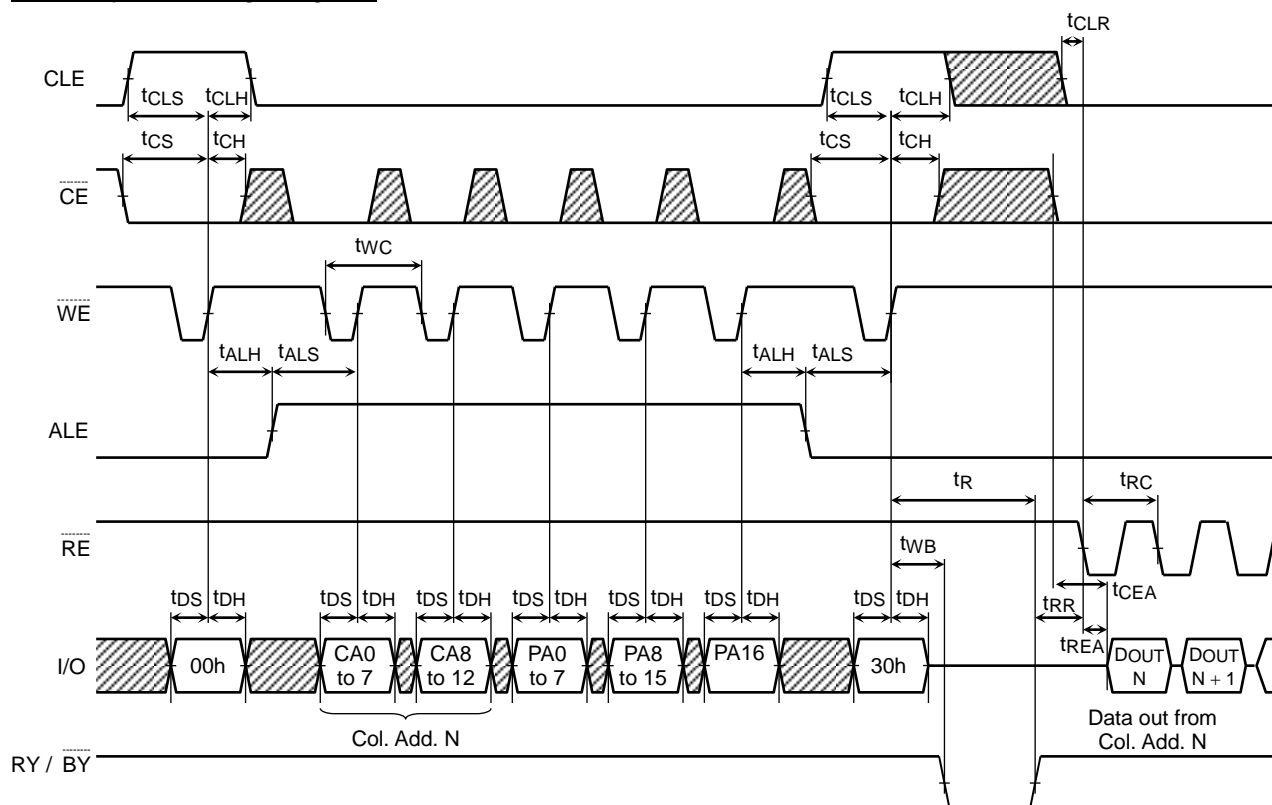 tCLR
CLE
tCLS tCLH tCLS tCLH
tCS tCH tCS tCH
CE
tWC
WE
tALH tALS tALH tALS
ALE
tR tRC
RE
tWB
tCEA
tDS tDH tDS tDH tDS tDH tDS tDH tDS tDH tDS tDH tDS tDH tRR
tREA
I/O 00h CA0 to 7 CA8 to 12 PA0 to 7 PA8 to 15 PA16 30h DOUT N DOUT N + 1
Col. Add. N
Data out from
Col. Add. N
RY / BY